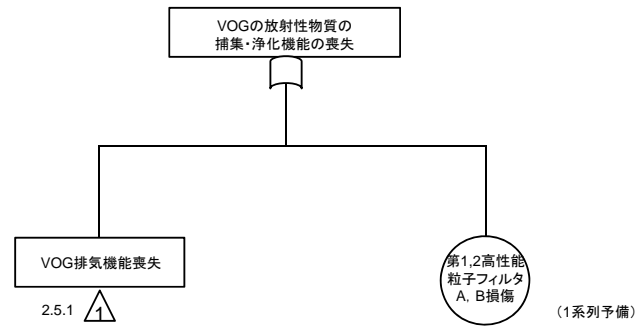 VOGの放射性物質の
捕集・浄化機能の喪失
VOG排気機能喪失
2.5.1
1
第1,2高性能
粒子フィルタ
A，B損傷
（1系列予備）